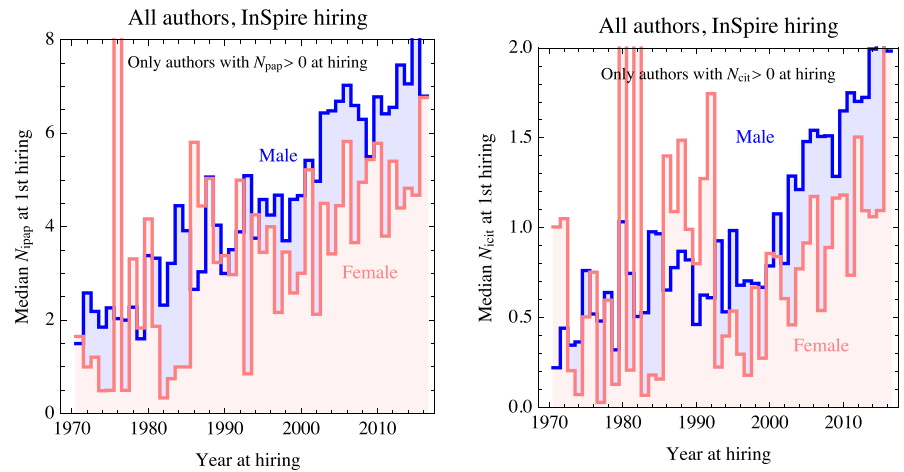 All authors, InSpire hiring
Only authors with Npap> 0 at hiring
Male
Female
Median Nipap at 1st hiring
0
2
4
6
8
1970
1980
1990
2000
2010
Year at hiring
All authors, InSpire hiring
Only authors with Ncit> 0 at hiring
Male
Female
Median Nicit at 1st hiring
0.0
0.5
1.0
1.5
2.0
1970
1980
1990
2000
2010
Year at hiring